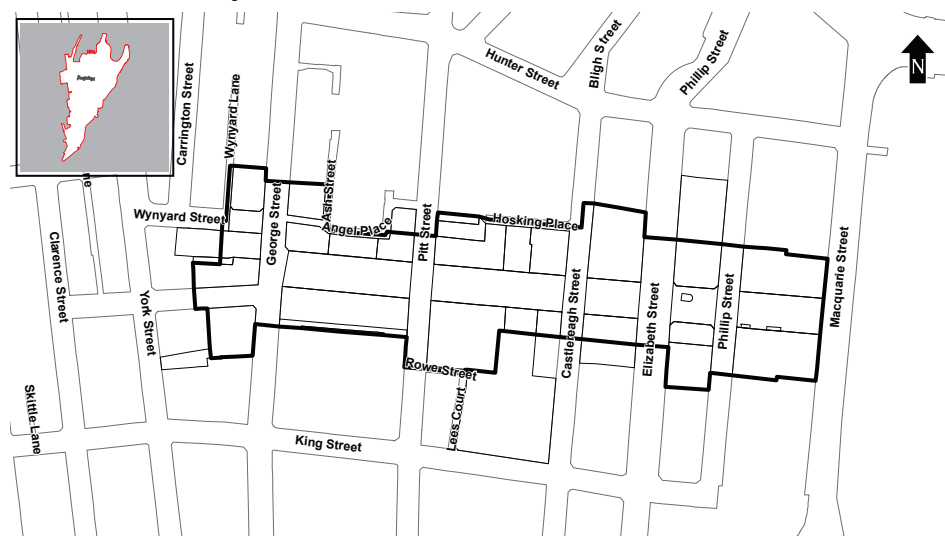 Hunter Street
Bligh Street
Phillip Street
N
Carrington Street
Wynyard Lane
ne
Wynyard Street
George Street
Ash Street
Angel Place
Pitt Street
Hosking Place
Castlereagh Street
Elizabeth Street
Phillip Street
Macquarie Street
Clarence Street
York Street
Rowe Street
Lees Court
Skittle Lane
King Street